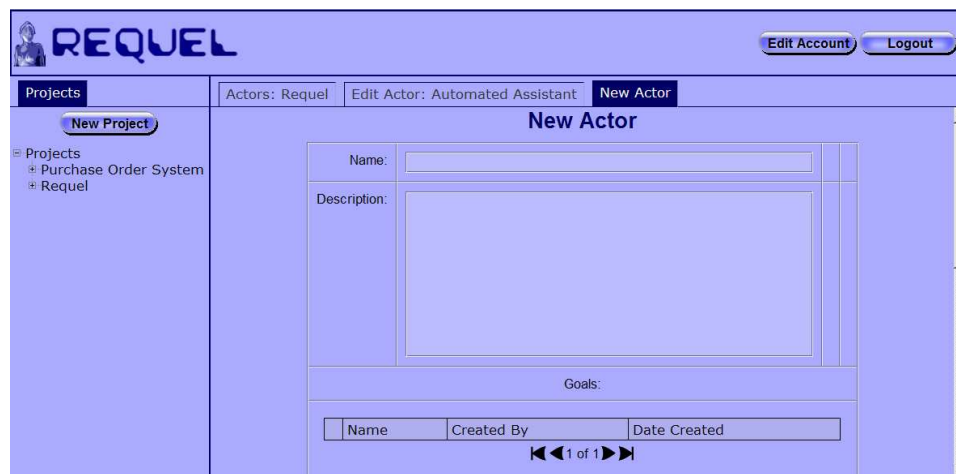 REQUEL
Edit Account Logout
Projects
Actors: Requel Edit Actor: Automated Assistant New Actor
New Project
Projects
Purchase Order System
Requel
New Actor
Name:
Description:
Goals:
Name Created By Date Created
1 of 1